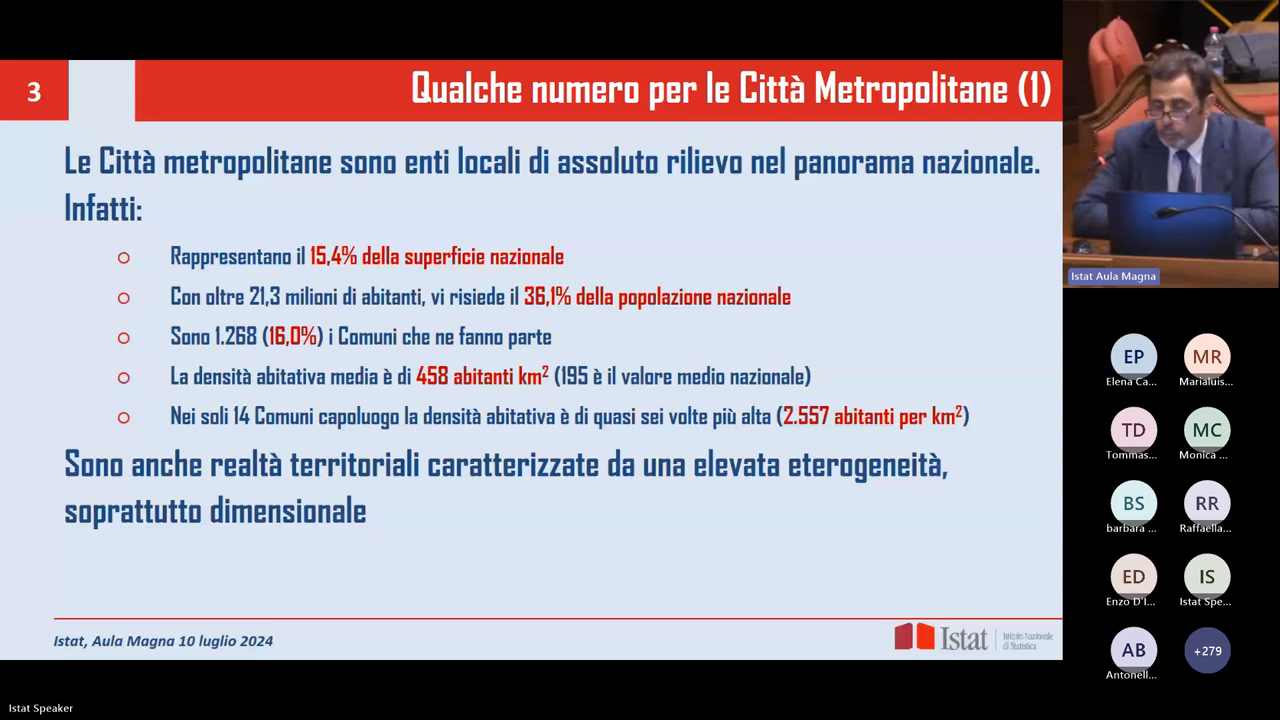 3
Qualche numero per le Città Metropolitane (1)
Le Città metropolitane sono enti locali di assoluto rilievo nel panorama nazionale.
Infatti:
Rappresentano il 15,4% della superficie nazionale
Con oltre 21,3 milioni di abitanti, vi risiede il 36,1% della popolazione nazionale
Sono 1.268 (16,0%) i Comuni che ne fanno parte
La densità abitativa media è di 458 abitanti km² (195 è il valore medio nazionale)
Nei soli 14 Comuni capoluogo la densità abitativa è di quasi sei volte più alta (2.557 abitanti per km²)
Sono anche realtà territoriali caratterizzate da una elevata eterogeneità,
soprattutto dimensionale
Istat, Aula Magna 10 luglio 2024
Istat
Istituto Nazionale
di Statistica
Istat Speaker
Istat Aula Magna
EP MR
Elena Ca... Marialuis...
TD MC
Tommas... Monica ...
BS RR
barbara ... Raffaella...
ED IS
Enzo D'I... Istat Spe...
AB +279
Antonell...